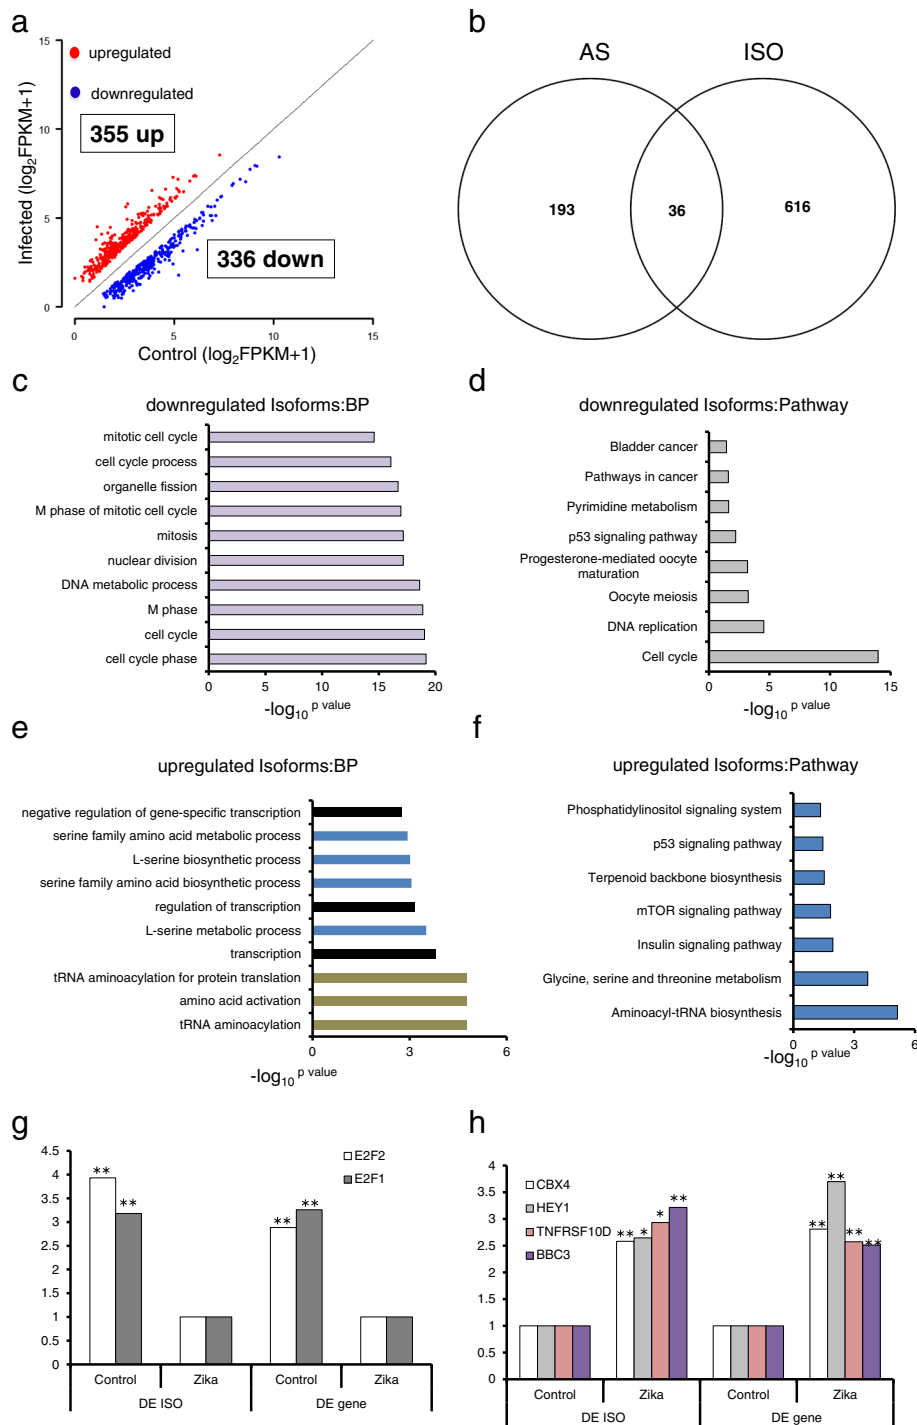 a
15
upregulated
downregulated
355 up
10
Infected (log2FPKM+1)
5
336 down
0
0
5
10
15
Control (log2FPKM+1)
b
AS
ISO
193
36
616
c
downregulated Isoforms:BP
mitotic cell cycle
cell cycle process
organelle fission
M phase of mitotic cell cycle
mitosis
nuclear division
DNA metabolic process
M phase
cell cycle
cell cycle phase
0 5 10 15 20
-log10 p value
d
downregulated Isoforms:Pathway
Bladder cancer
Pathways in cancer
Pyrimidine metabolism
p53 signaling pathway
Progesterone-mediated oocyte
maturation
Oocyte meiosis
DNA replication
Cell cycle
0 5 10 15
-log10 p value
e
upregulated Isoforms:BP
negative regulation of gene-specific transcription
serine family amino acid metabolic process
L-serine biosynthetic process
serine family amino acid biosynthetic process
regulation of transcription
L-serine metabolic process
transcription
tRNA aminoacylation for protein translation
amino acid activation
tRNA aminoacylation
0 3 6
-log10 p value
f
upregulated Isoforms:Pathway
Phosphatidylinositol signaling system
p53 signaling pathway
Terpenoid backbone biosynthesis
mTOR signaling pathway
Insulin signaling pathway
Glycine, serine and threonine metabolism
Aminoacyl-tRNA biosynthesis
0 3 6
-log10 p value
g
4.5
4
3.5
3
2.5
2
1.5
1
0.5
0
E2F2
E2F1
**
**
**
**
Control Zika Control Zika
DE ISO DE gene
h
4
3.5
3
2.5
2
1.5
1
0.5
0
CBX4
HEY1
TNFRSF10D
BBC3
**
*
*
**
**
**
**
**
Control Zika Control Zika
DE ISO DE gene